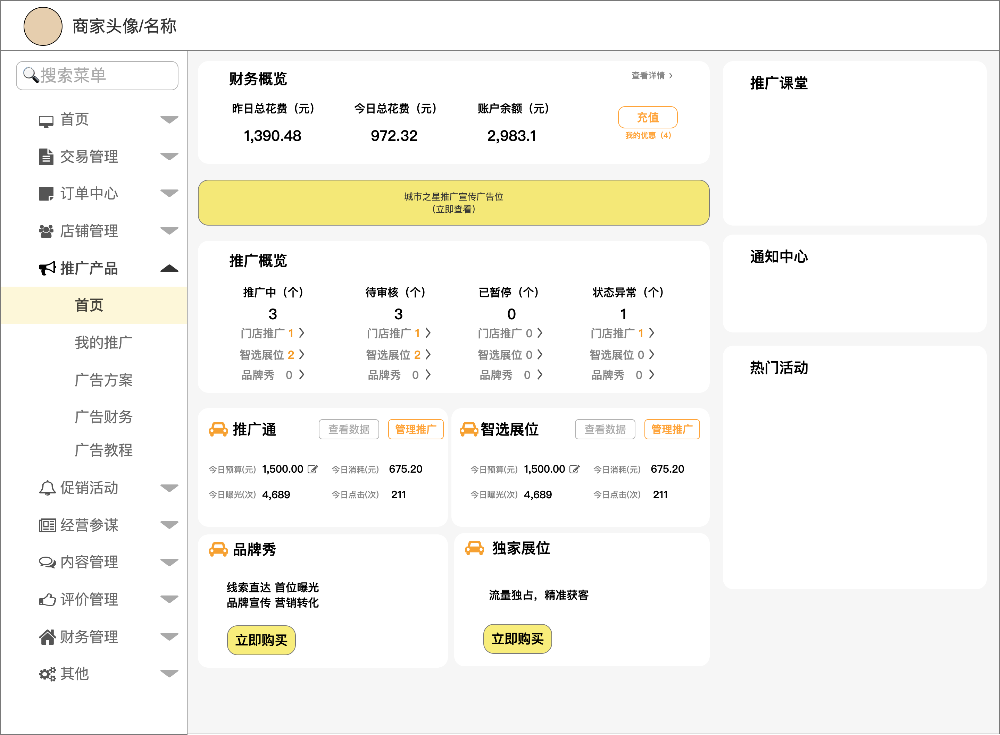 商家头像/名称
搜索菜单
首页
交易管理
订单中心
店铺管理
推广产品
首页
我的推广
广告方案
广告财务
广告教程
促销活动
经营参谋
内容管理
评价管理
财务管理
其他
财务概览 查看详情
昨日总花费（元） 今日总花费（元） 账户余额（元）
1,390.48 972.32 2,983.1
充值
我的优惠（4）
城市之星推广宣传广告位
（立即查看）
推广概览
推广中（个） 待审核（个） 已暂停（个） 状态异常（个）
3 3 0 1
门店推广 1 门店推广 1 门店推广 0 门店推广 1
智选展位 2 智选展位 2 智选展位 0 智选展位 0
品牌秀 0 品牌秀 0 品牌秀 0 品牌秀 0
推广通 查看数据 管理推广
今日预算(元) 1,500.00 今日消耗(元) 675.20
今日曝光(次) 4,689 今日点击(次) 211
智选展位 查看数据 管理推广
今日预算(元) 1,500.00 今日消耗(元) 675.20
今日曝光(次) 4,689 今日点击(次) 211
品牌秀
线索直达 首位曝光
品牌宣传 营销转化
立即购买
独家展位
流量独占，精准获客
立即购买
推广课堂
通知中心
热门活动